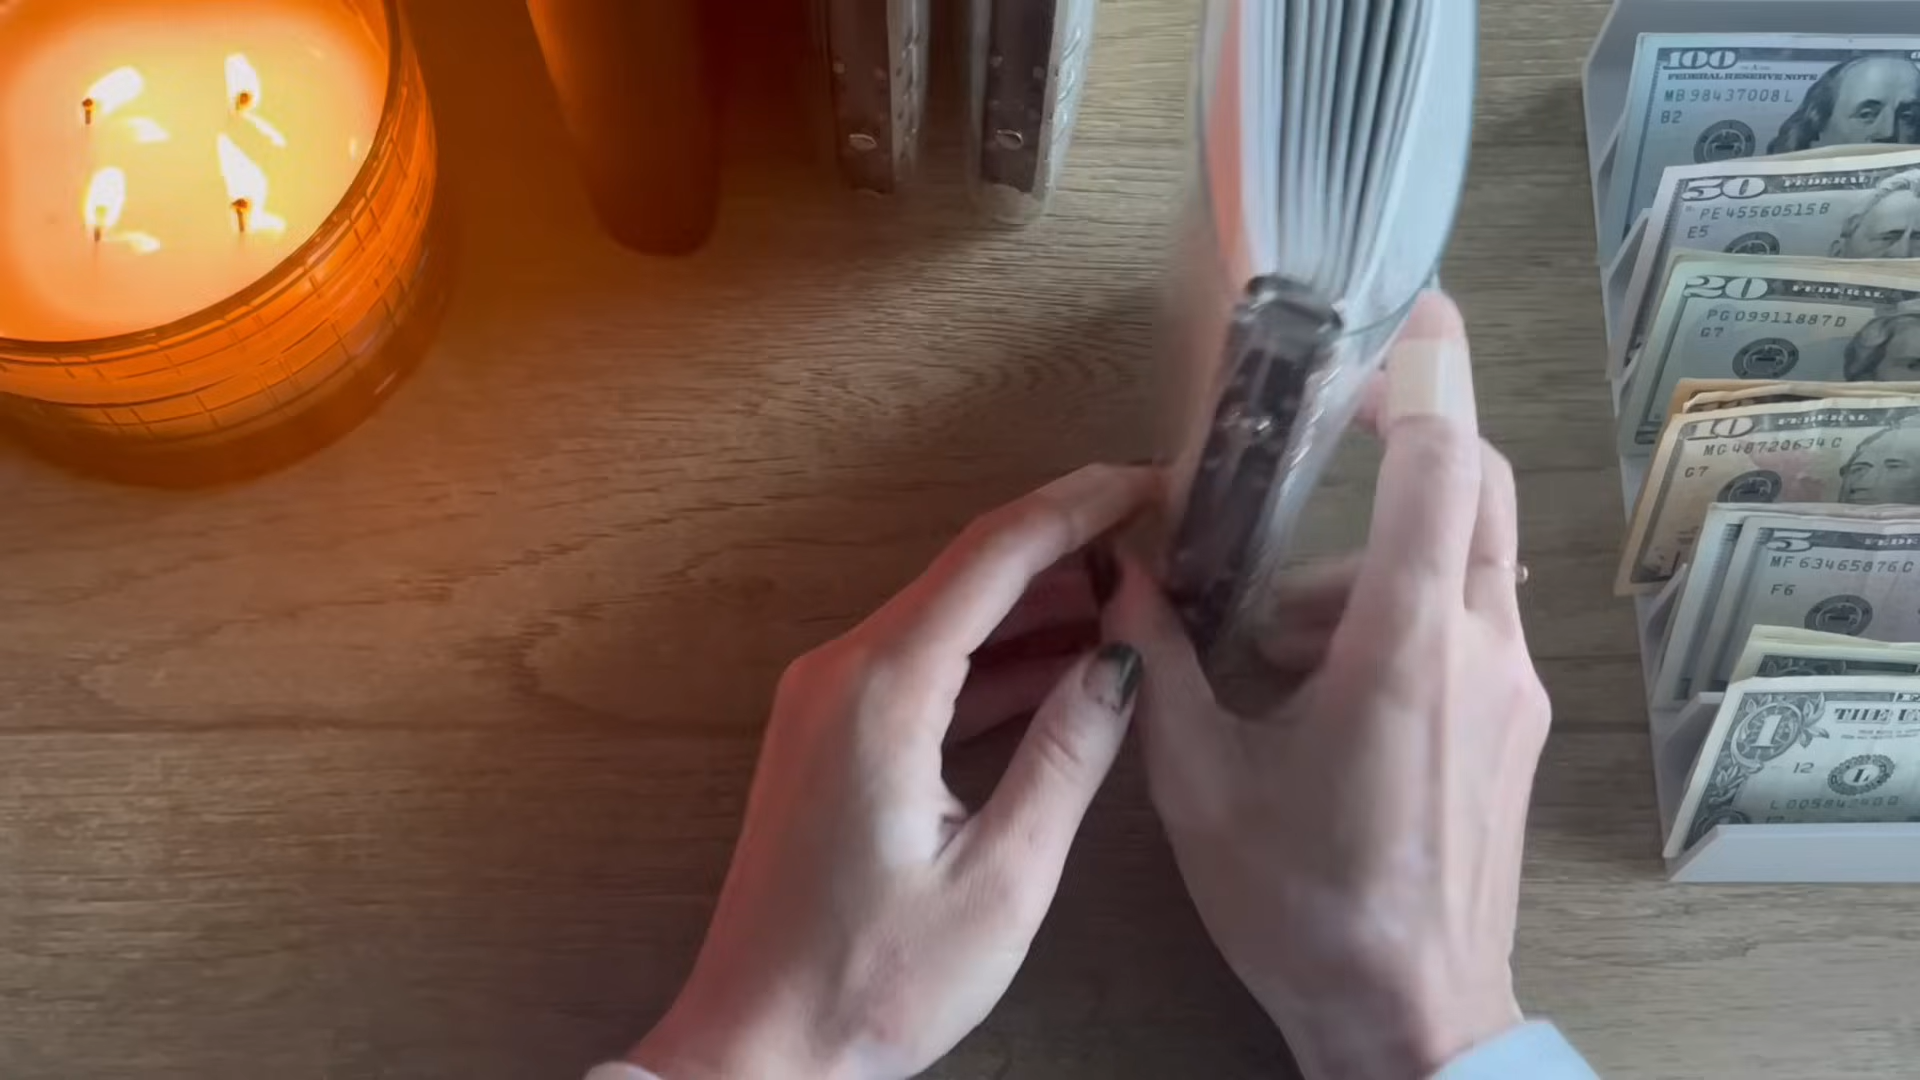 100
FEDERAL RESERVE NOTE
MB 98437008 L
B2
50 FEDERAL
PE 45560515 B
E5
20 FEDERAL
PG 09911887 D
G7
10 FEDERAL
MG 48720634 C
G7
5
MF 63465876 C
F6
1 THE U
12
L